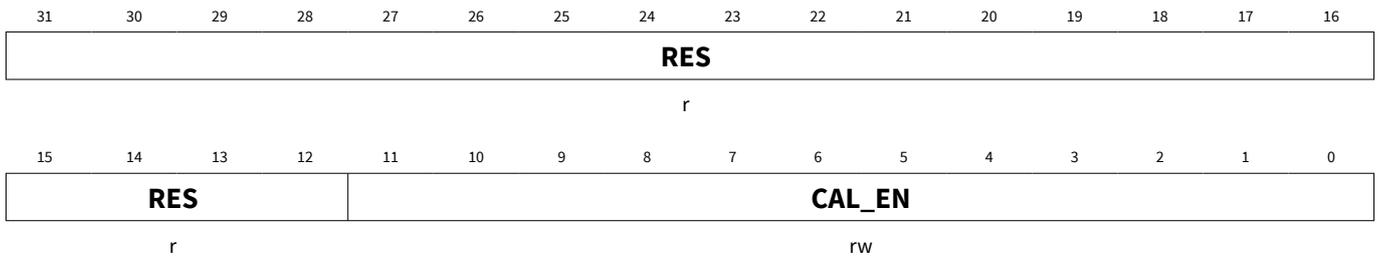 31 30 29 28 27 26 25 24 23 22 21 20 19 18 17 16
RES
r
15 14 13 12 11 10 9 8 7 6 5 4 3 2 1 0
RES CAL_EN
r rw